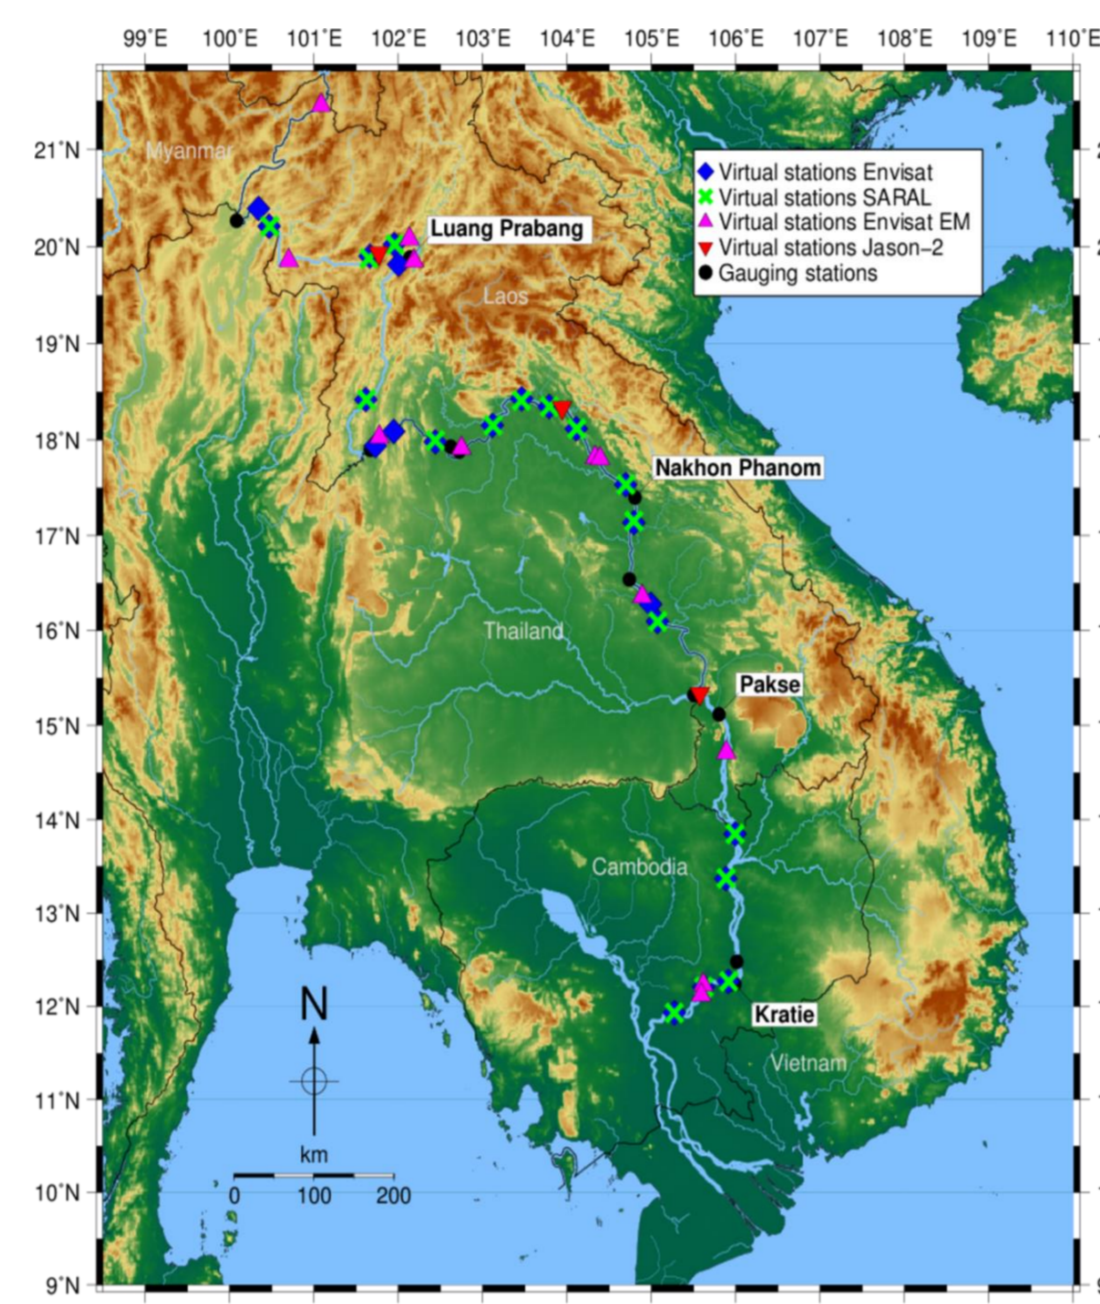 99°E 100°E 101°E 102°E 103°E 104°E 105°E 106°E 107°E 108°E 109°E 110°E
21°N
Myanmar
Virtual stations Envisat
Virtual stations SARAL
Virtual stations Envisat EM
Virtual stations Jason-2
Gauging stations
20°N
Luang Prabang
Laos
19°N
18°N
Nakhon Phanom
17°N
16°N
Thailand
Pakse
15°N
14°N
Cambodia
13°N
12°N
N
Kratie
Vietnam
11°N
km
10°N
0 100 200
9°N